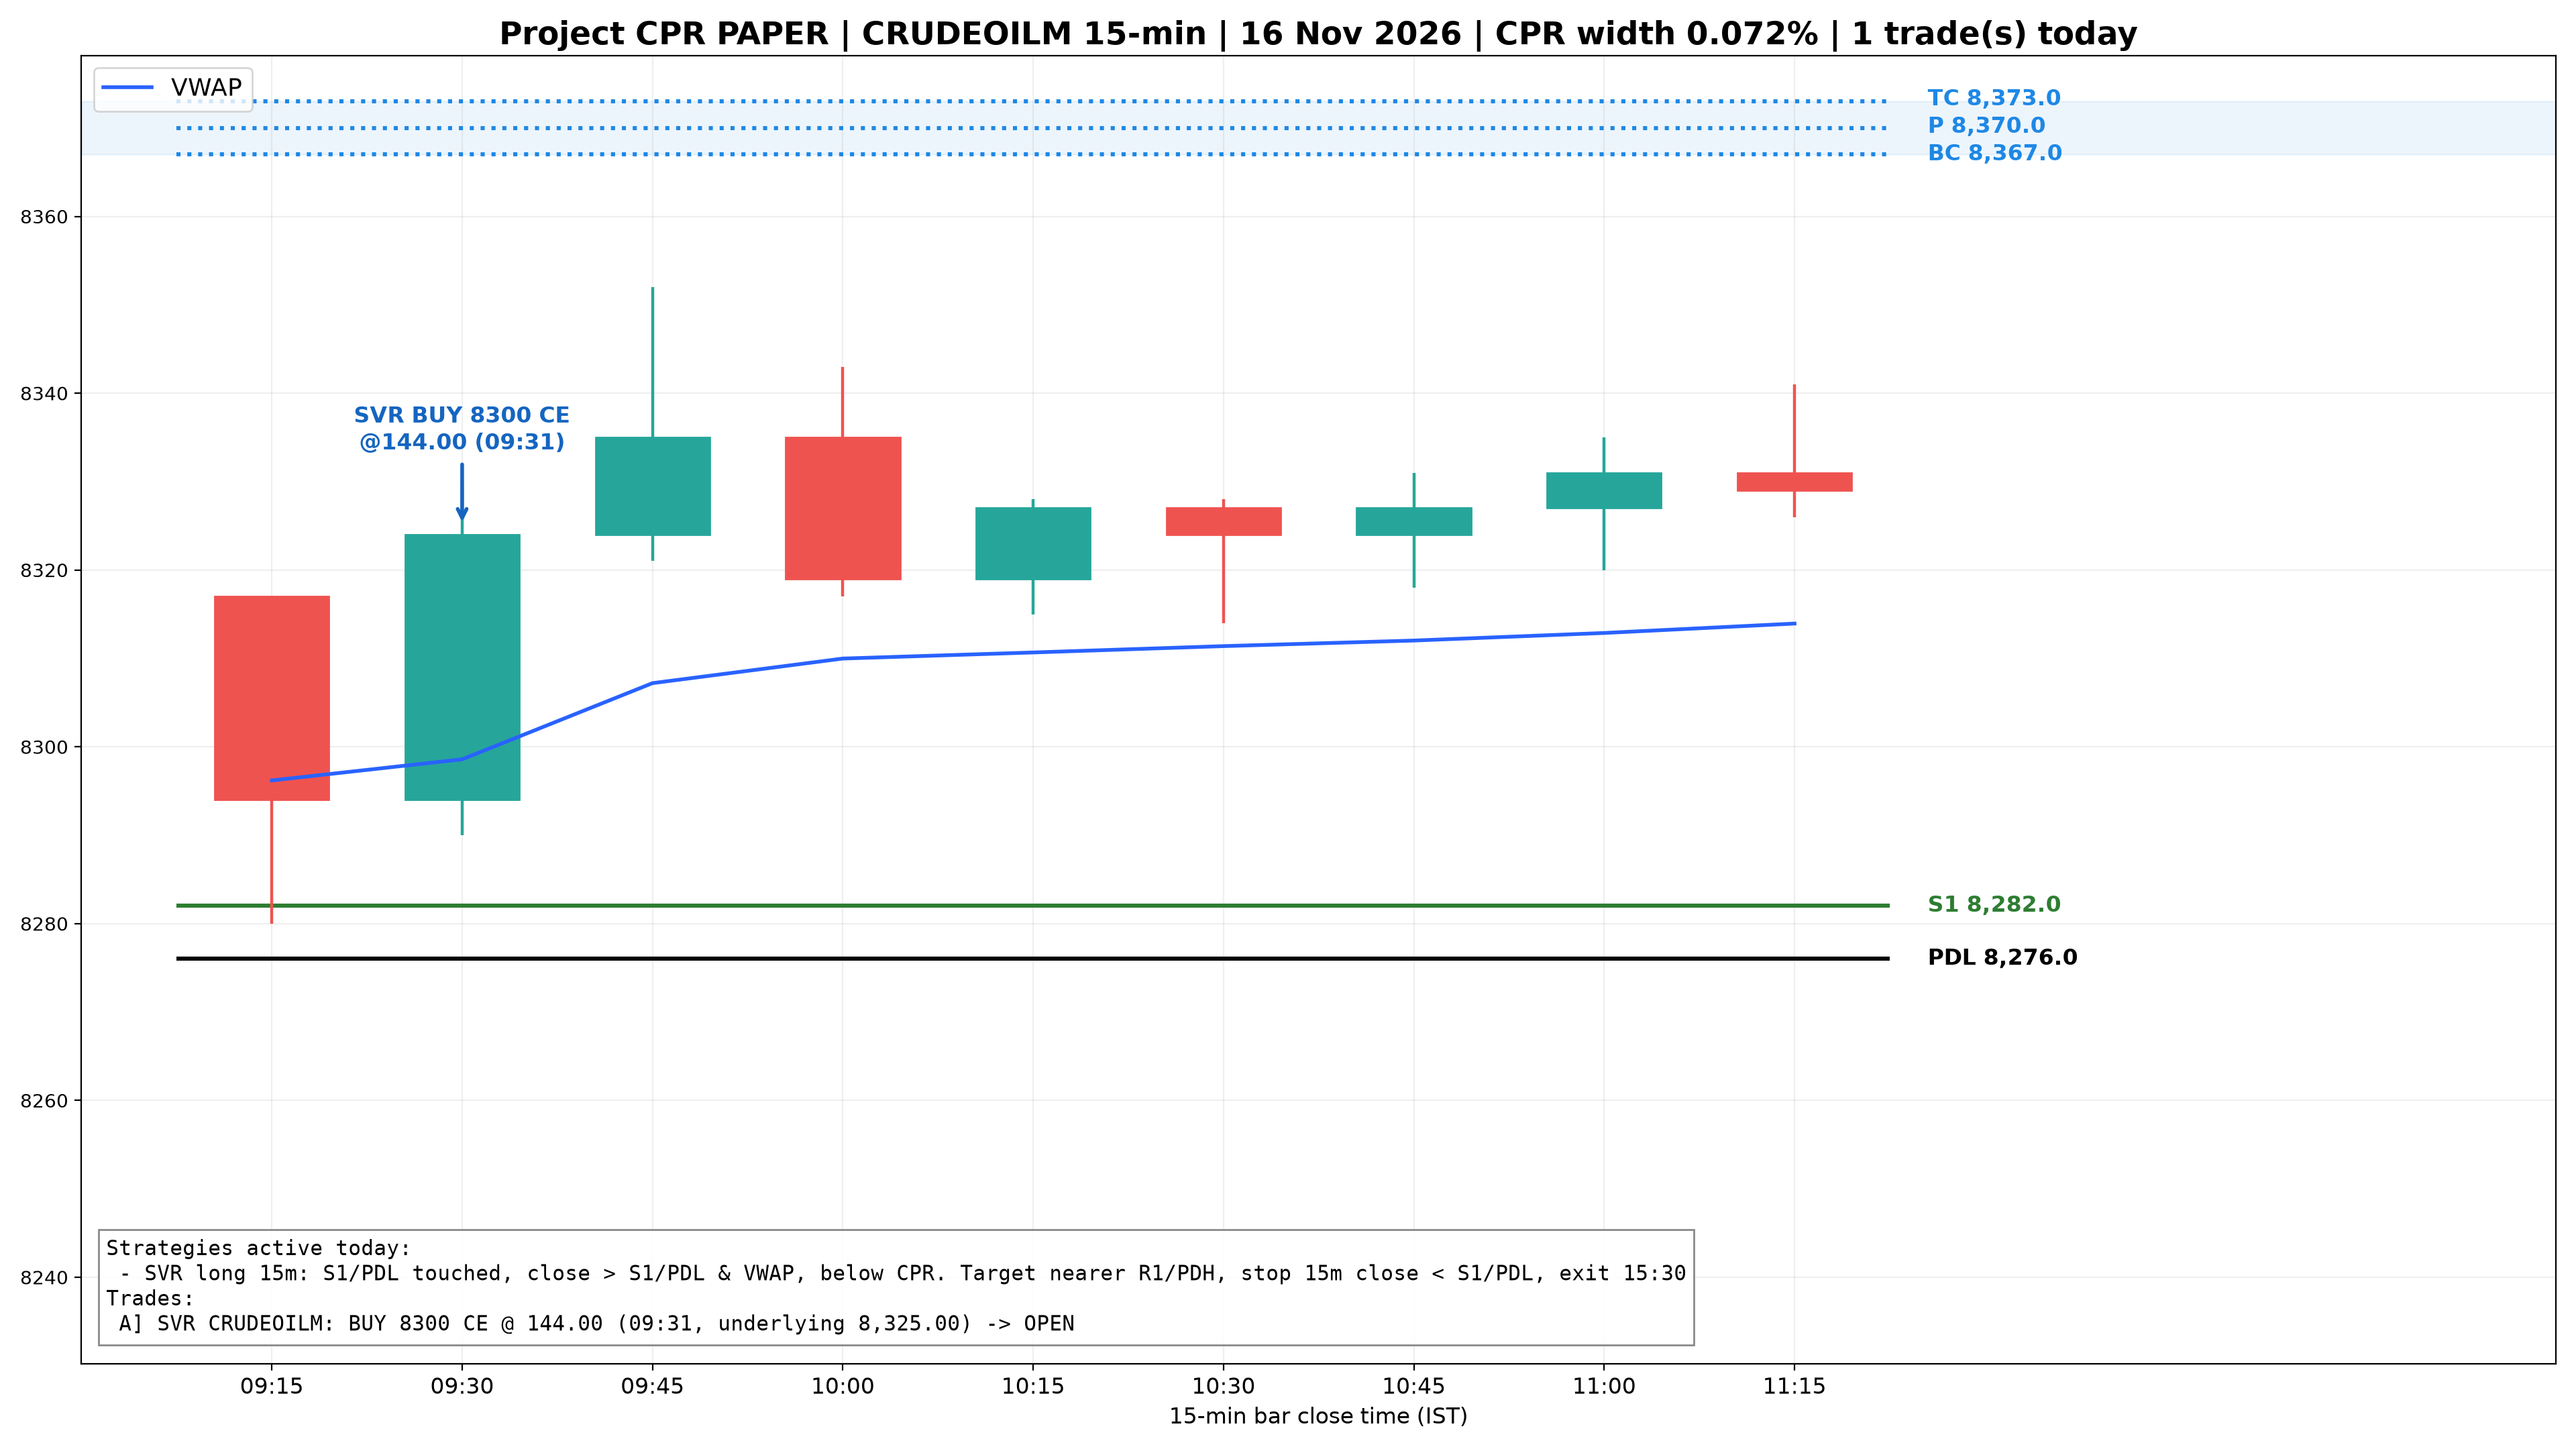 Project CPR PAPER | CRUDEOILM 15-min | 16 Nov 2026 | CPR width 0.072% | 1 trade(s) today
VWAP
TC 8,373.0
P 8,370.0
BC 8,367.0
8360
8340
SVR BUY 8300 CE
@144.00 (09:31)
8320
8300
S1 8,282.0
8280
PDL 8,276.0
8260
8240
Strategies active today:
- SVR long 15m: S1/PDL touched, close > S1/PDL & VWAP, below CPR. Target nearer R1/PDH, stop 15m close < S1/PDL, exit 15:30
Trades:
A] SVR CRUDEOILM: BUY 8300 CE @ 144.00 (09:31, underlying 8,325.00) -> OPEN
09:15 09:30 09:45 10:00 10:15 10:30 10:45 11:00 11:15
15-min bar close time (IST)